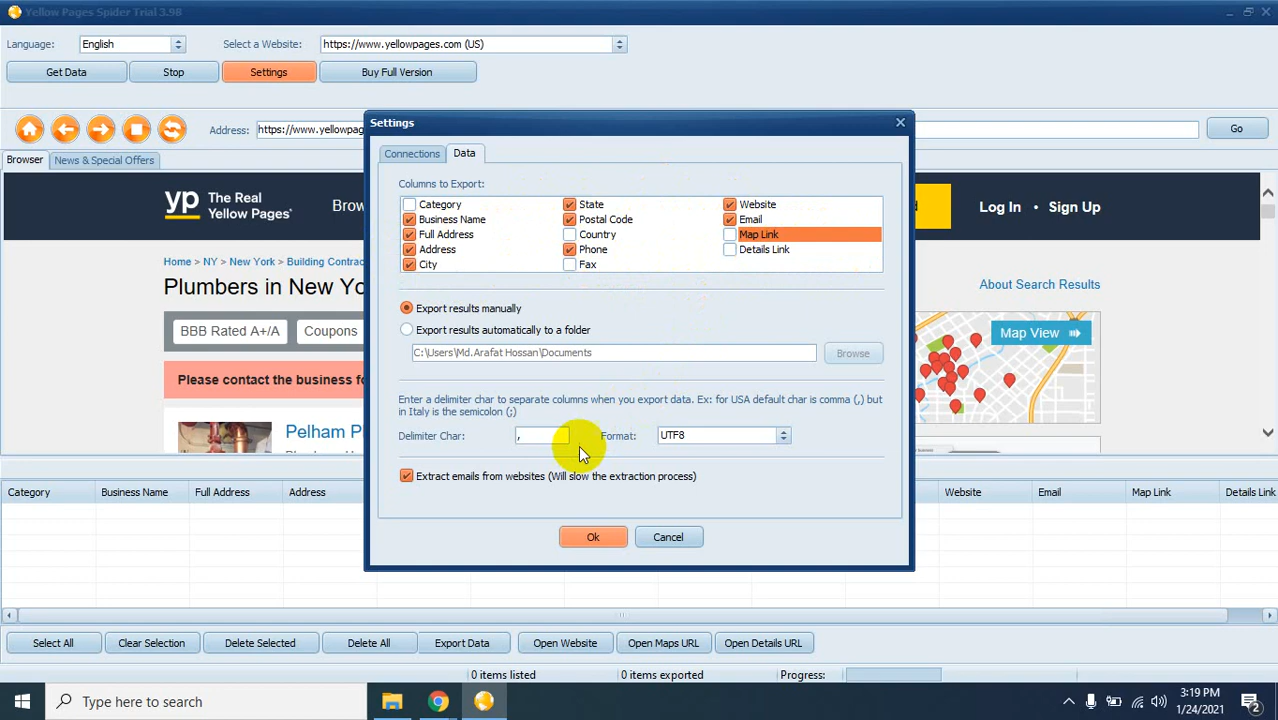 Yellow Pages Spider Trial 3.9B
Language: English Select a Website: https://www.yellowpages.com (US)
Get Data Stop Settings Buy Full Version
Address: https://www.yellowpag Go
Browser News & Special Offers
yp The Real Yellow Pages® Brow d Log In • Sign Up
Home > NY > New York > Building Contrac
Plumbers in New Yo
About Search Results
BBB Rated A+/A Coupons
Map View
Please contact the business fo
Pelham P
Settings
Connections Data
Columns to Export:
Category State Website
Business Name Postal Code Email
Full Address Country Map Link
Address Phone Details Link
City Fax
Export results manually
Export results automatically to a folder
C:\Users\Md.Arafat Hossan\Documents Browse
Enter a delimiter char to separate columns when you export data. Ex: for USA default char is comma (,) but
in Italy is the semicolon (;)
Delimiter Char: , Format: UTF8
Extract emails from websites (Will slow the extraction process)
Ok Cancel
Category Business Name Full Address Address Website Email Map Link Details Link
Select All Clear Selection Delete Selected Delete All Export Data Open Website Open Maps URL Open Details URL
0 items listed 0 items exported Progress:
Type here to search
3:19 PM
1/24/2021
2